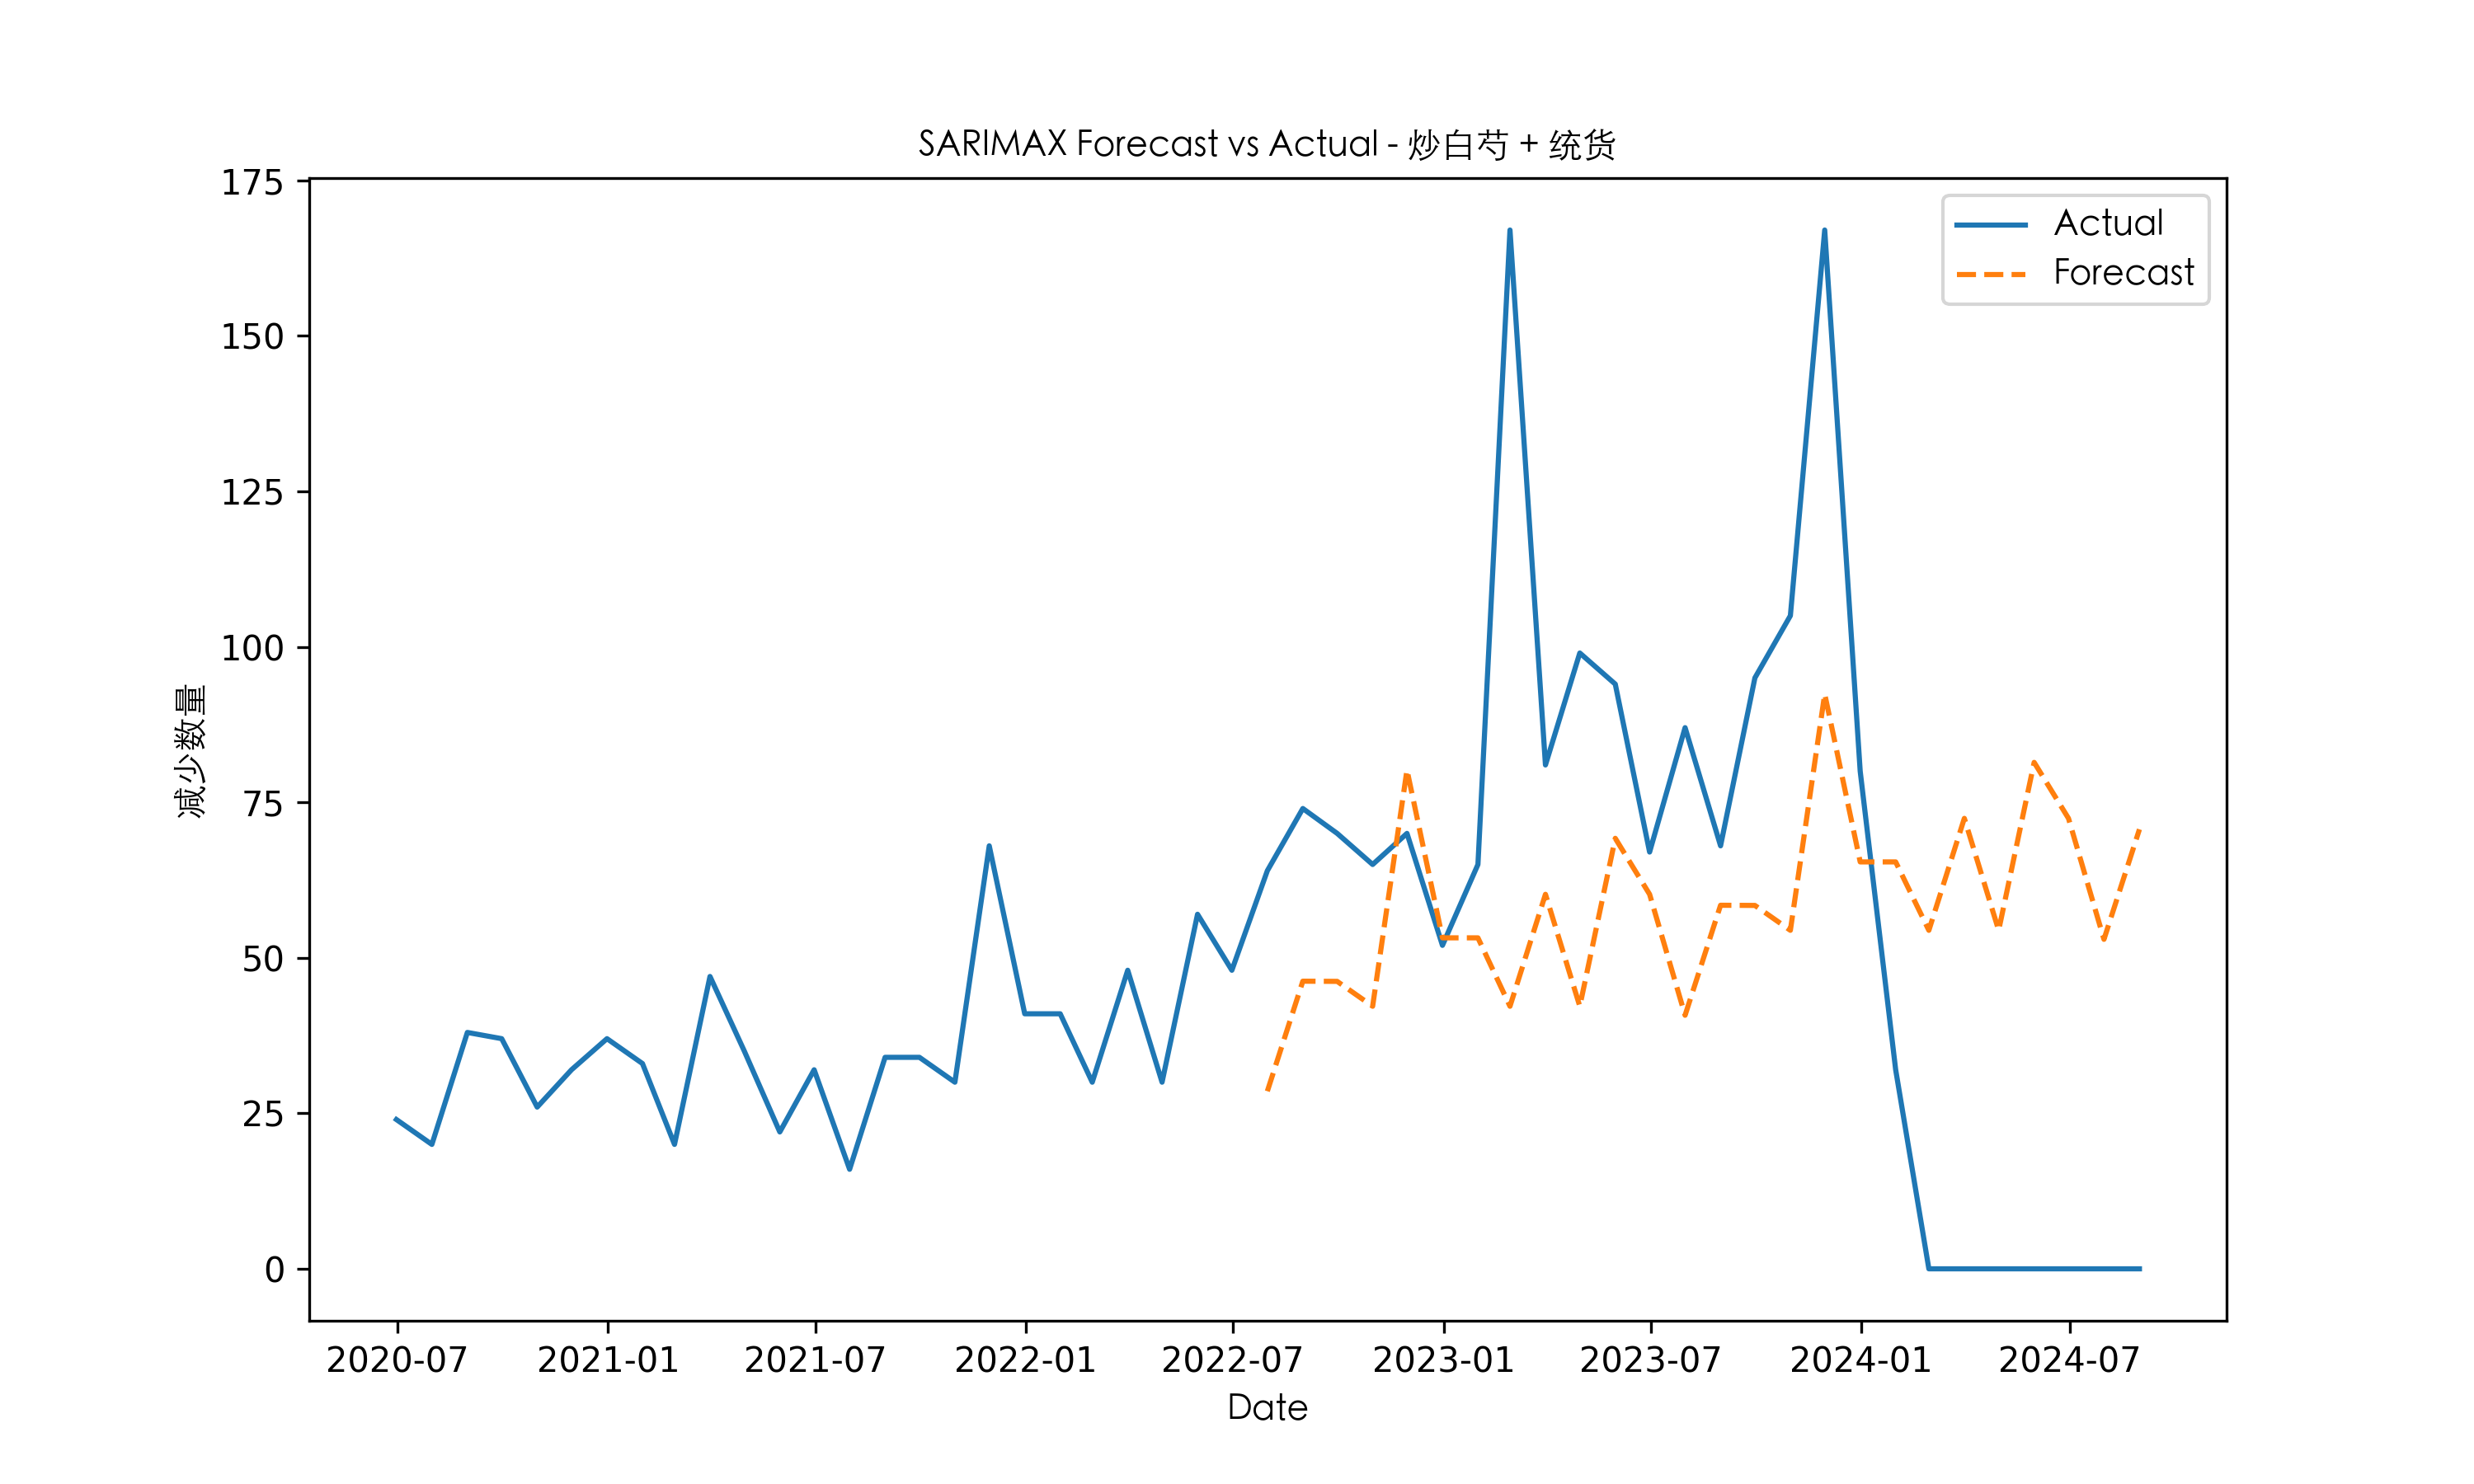 SARIMAX Forecast vs Actual - 炒白芍 + 统货
Actual
Forecast
减少数量
175
150
125
100
75
50
25
0
2020-07 2021-01 2021-07 2022-01 2022-07 2023-01 2023-07 2024-01 2024-07
Date